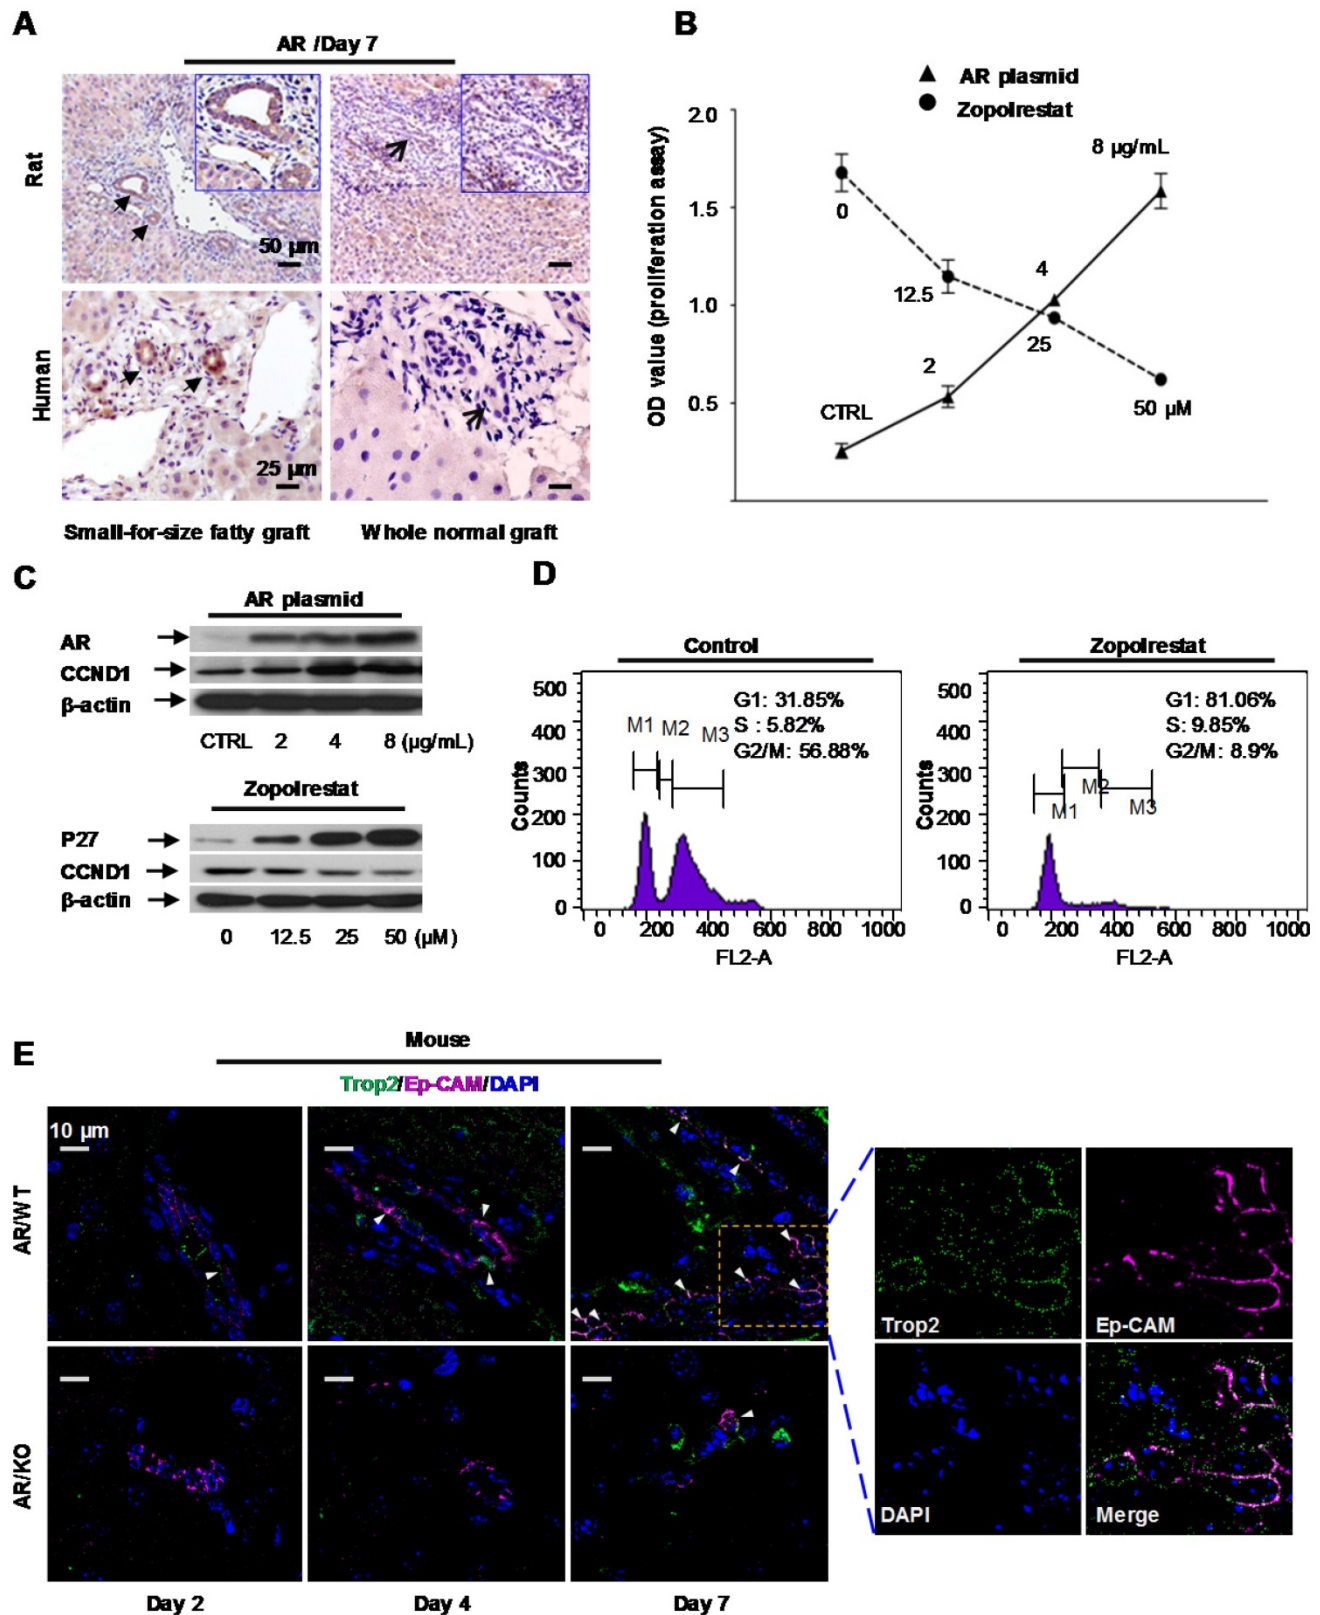 A
AR /Day 7
Rat
50 µm
Human
25 µm
Small-for-size fatty graft
Whole normal graft
B
AR plasmid
Zopolrestat
OD value (proliferation assay)
2.0
1.5
1.0
0.5
0
12.5
25
50 µM
CTRL
2
4
8 µg/mL
C
AR plasmid
AR
CCND1
β-actin
CTRL 2 4 8 (µg/mL)
Zopolrestat
P27
CCND1
β-actin
0 12.5 25 50 (µM)
D
Control
Counts
500
400
300
200
100
0
M1 M2 M3
G1: 31.85%
S : 5.82%
G2/M: 56.88%
0 200 400 600 800 1000
FL2-A
Zopolrestat
Counts
500
400
300
200
100
0
M1 M2 M3
G1: 81.06%
S : 9.85%
G2/M: 8.9%
0 200 400 600 800 1000
FL2-A
E
Mouse
Trop2/Ep-CAM/DAPI
AR/WT
10 µm
AR/KO
Day 2
Day 4
Day 7
Trop2
Ep-CAM
DAPI
Merge